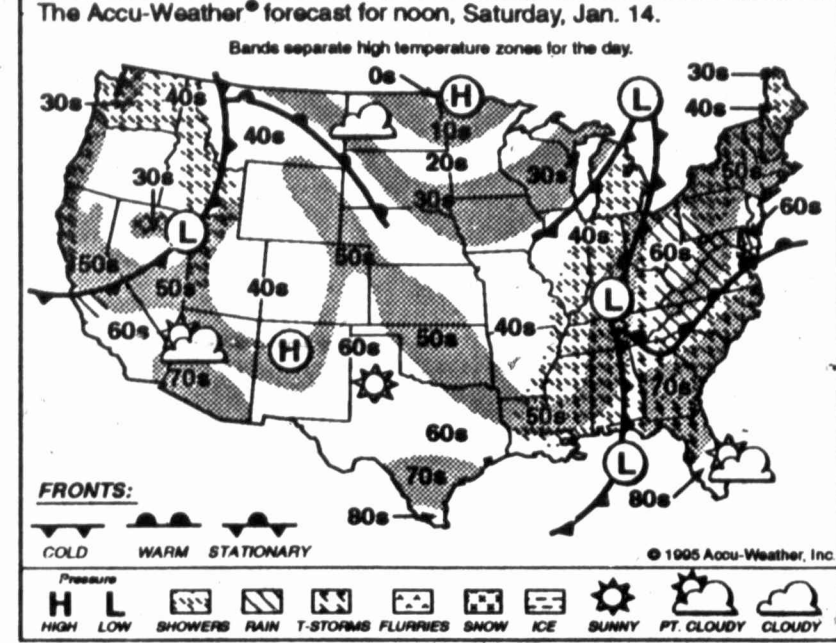 The Accu-Weather® forecast for noon, Saturday, Jan. 14.
Bands separate high temperature zones for the day.
0s
H
L
30s
40s
30s
40s
40s
10s
20s
30s
30s
50s
30s
60s
L
40s
60s
50s
50s
50s
40s
L
60s
H
60s
50s
40s
70s
70s
50s
60s
70s
L
80s
80s
FRONTS:
COLD WARM STATIONARY
© 1995 Accu-Weather, Inc.
Pressure
H L
HIGH LOW SHOWERS RAIN T-STORMS FLURRIES SNOW ICE SUNNY PT. CLOUDY CLOUDY